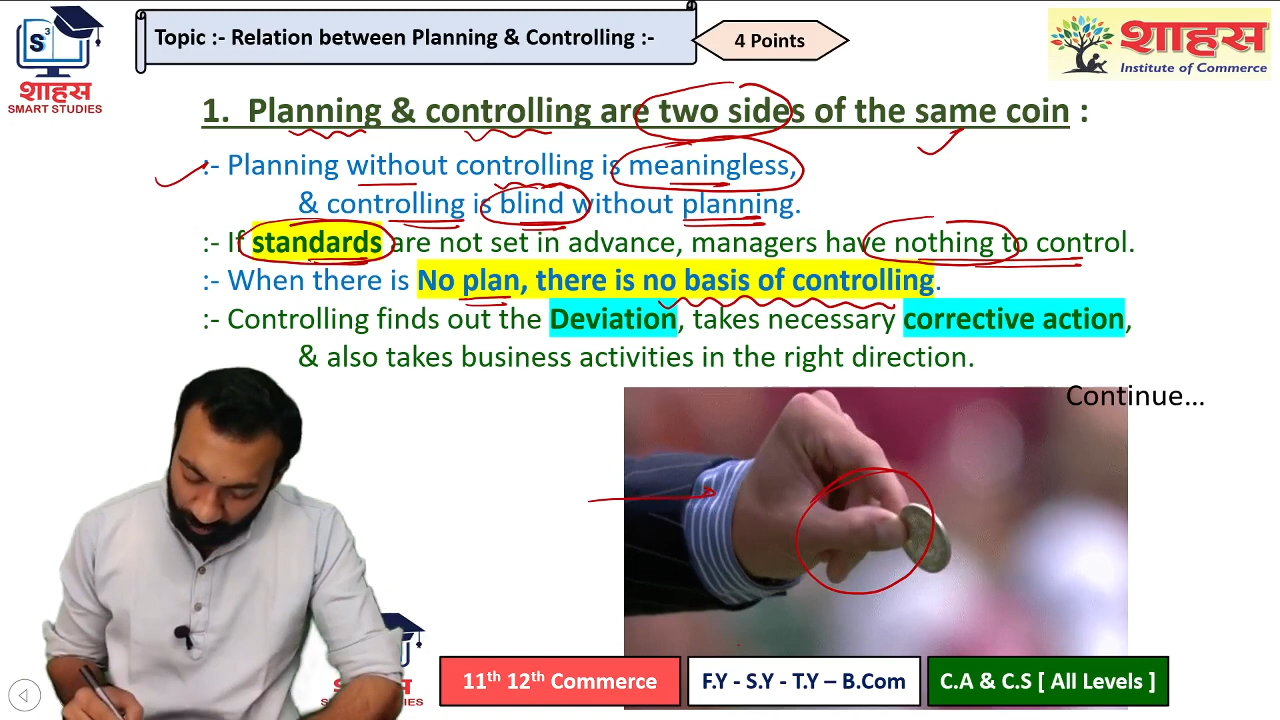 S³
शाहस
SMART STUDIES
Topic :- Relation between Planning & Controlling :-
4 Points
शाहस
Institute of Commerce
1. Planning & controlling are two sides of the same coin :
:- Planning without controlling is meaningless,
& controlling is blind without planning.
:- If standards are not set in advance, managers have nothing to control.
:- When there is No plan, there is no basis of controlling.
:- Controlling finds out the Deviation, takes necessary corrective action,
& also takes business activities in the right direction.
Continue...
11th 12th Commerce
F.Y - S.Y - T.Y – B.Com
C.A & C.S [ All Levels ]